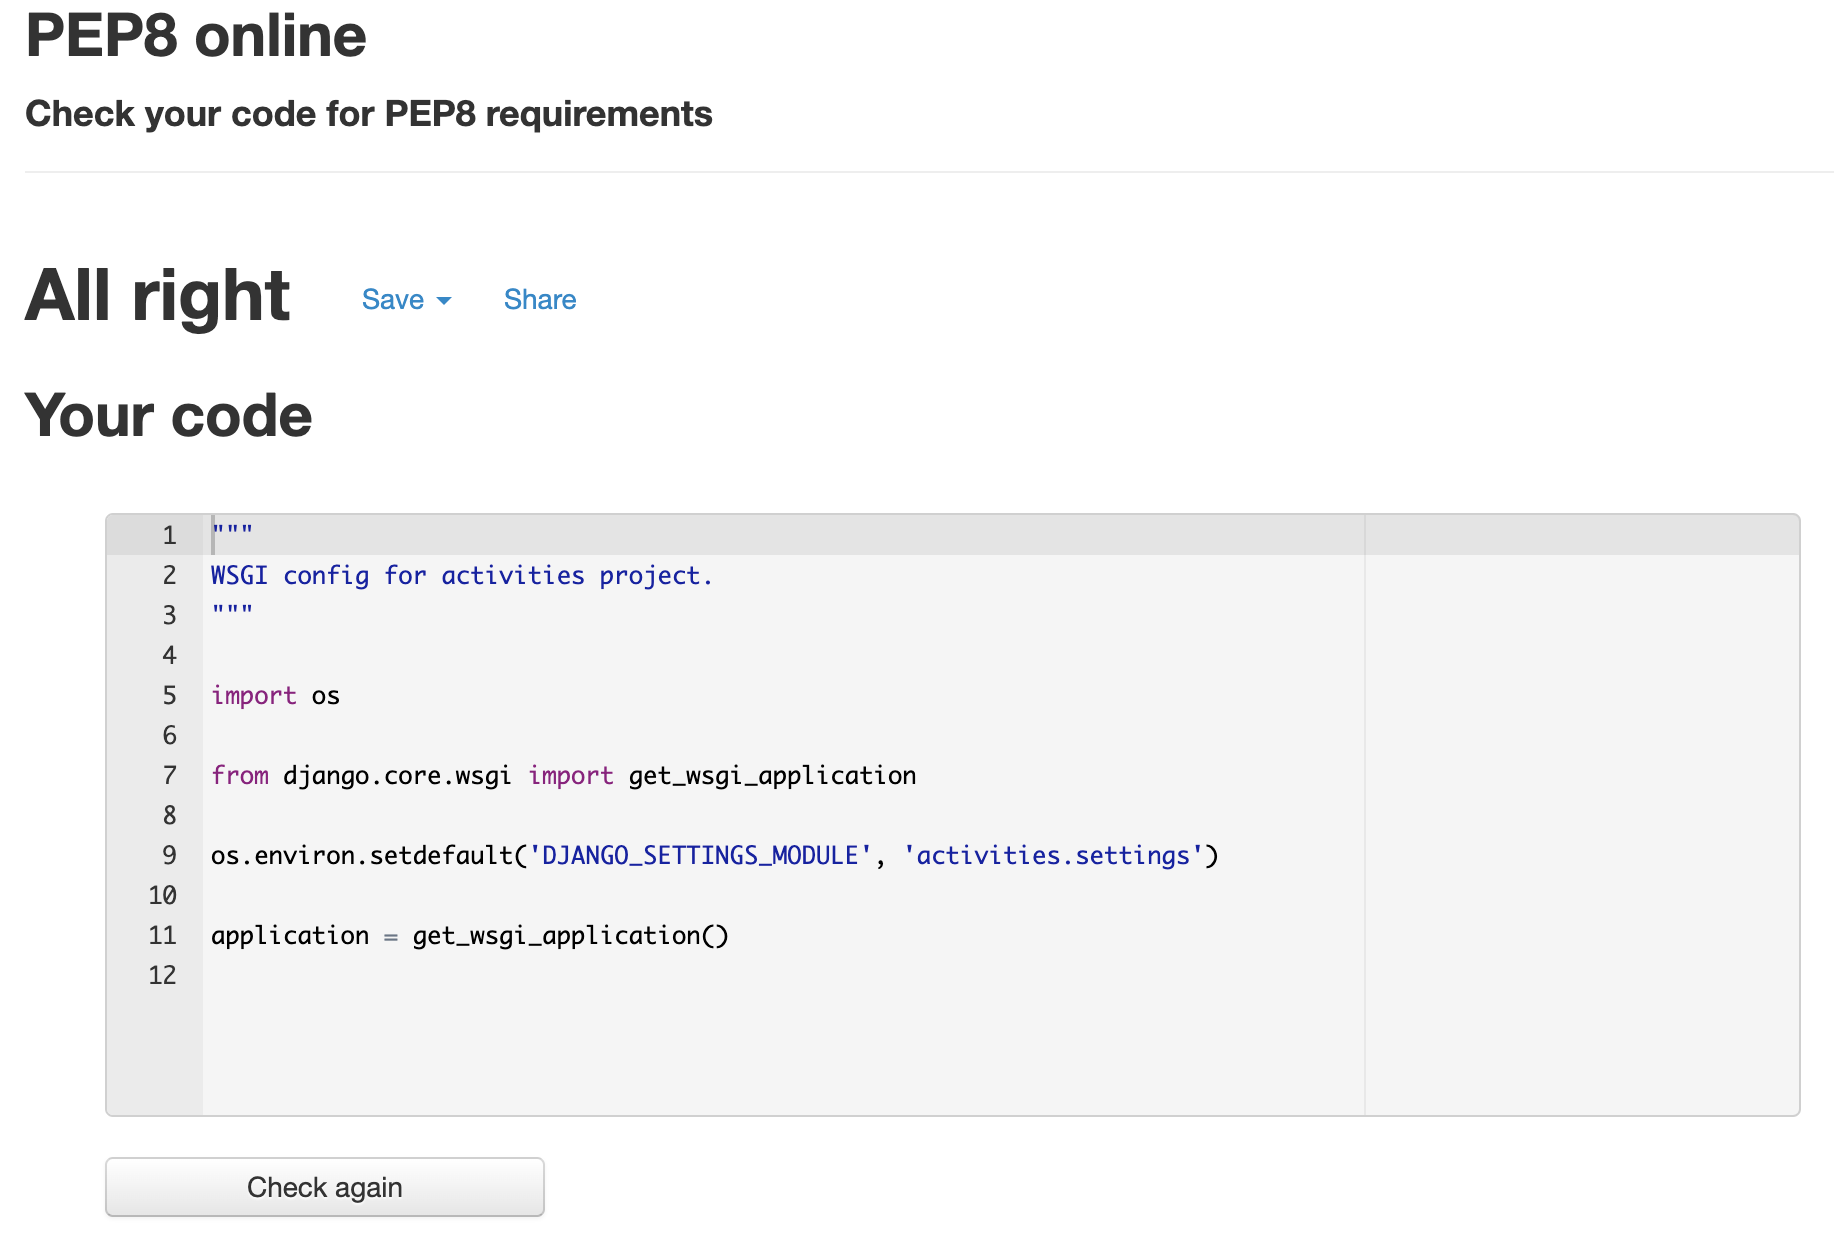 PEP8 online
Check your code for PEP8 requirements
All right Save Share
Your code
1 """
2 WSGI config for activities project.
3 """
4
5 import os
6
7 from django.core.wsgi import get_wsgi_application
8
9 os.environ.setdefault('DJANGO_SETTINGS_MODULE', 'activities.settings')
10
11 application = get_wsgi_application()
12
Check again